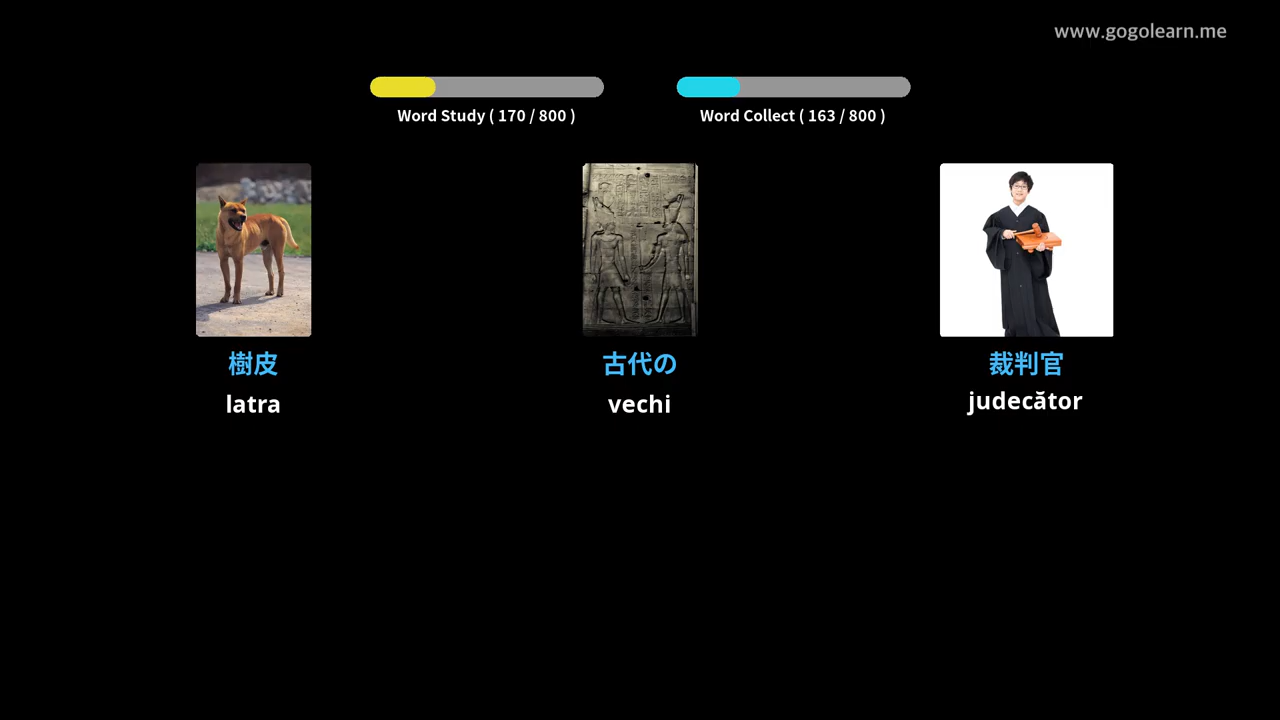 www.gogolearn.me
Word Study ( 170 / 800 )
Word Collect ( 163 / 800 )
樹皮
古代の
裁判官
latra
vechi
judecător